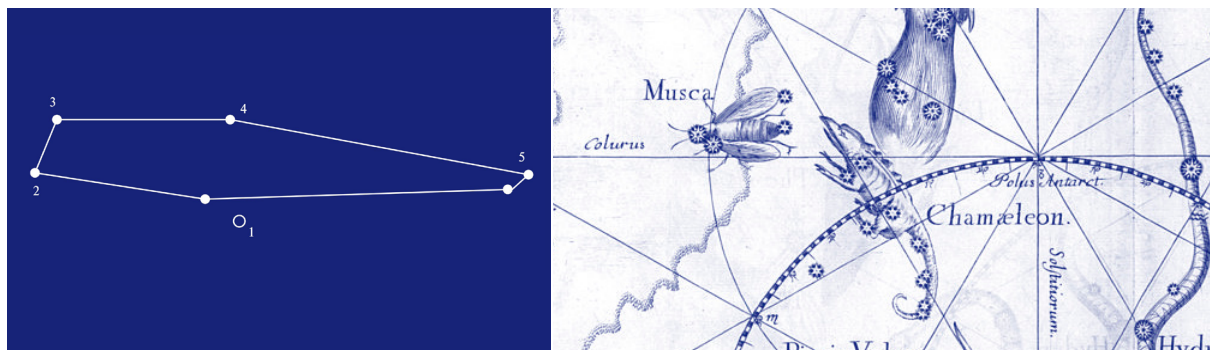 3
4
5
2
1
Musca
Colurus
Polus Antarct.
Chamæleon.
Solstitiorum.
m